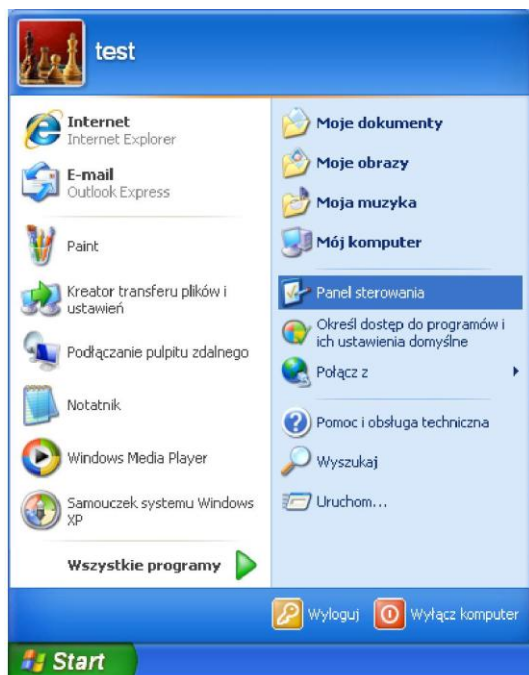 test
Internet
Internet Explorer
E-mail
Outlook Express
Paint
Kreator transferu plików i
ustawień
Podłączanie pulpitu zdalnego
Notatnik
Windows Media Player
Samouczek systemu Windows
XP
Wszystkie programy
Moje dokumenty
Moje obrazy
Moja muzyka
Mój komputer
Panel sterowania
Określ dostęp do programów i
ich ustawienia domyślne
Połącz z
Pomoc i obsługa techniczna
Wyszukaj
Uruchom...
Wyloguj
Wyłącz komputer
Start